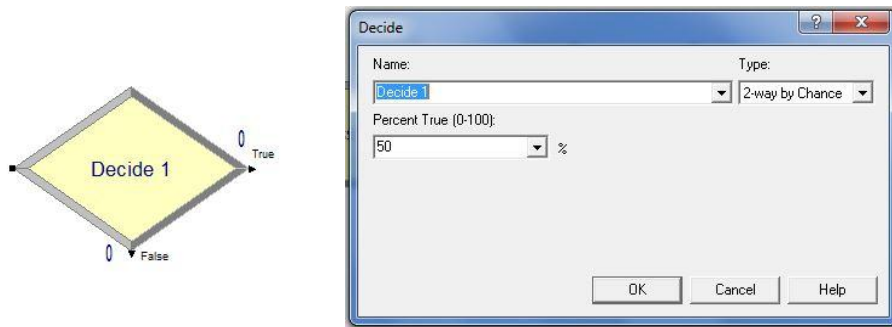 Decide 1
0
True
0
False
Decide
?
Name:
Type:
Decide 1
2-way by Chance
Percent True (0-100):
50
%
OK
Cancel
Help